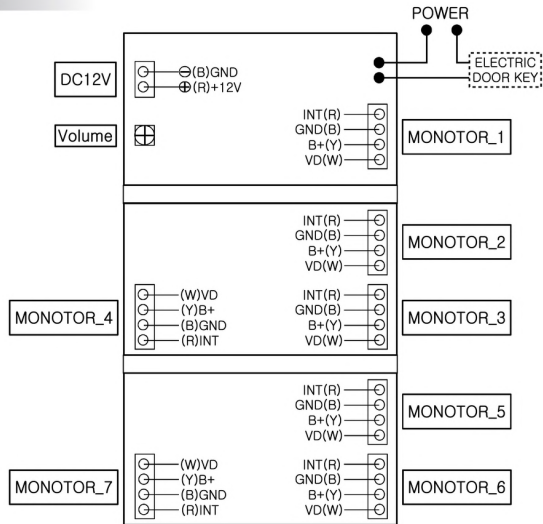 POWER
ELECTRIC
DOOR KEY
DC12V
(B)GND
(R)+12V
Volume
INT(R)
GND(B)
B+(Y)
VD(W)
MONOTOR_1
INT(R)
GND(B)
B+(Y)
VD(W)
MONOTOR_2
MONOTOR_4
(W)VD
(Y)B+
(B)GND
(R)INT
INT(R)
GND(B)
B+(Y)
VD(W)
MONOTOR_3
INT(R)
GND(B)
B+(Y)
VD(W)
MONOTOR_5
MONOTOR_7
(W)VD
(Y)B+
(B)GND
(R)INT
INT(R)
GND(B)
B+(Y)
VD(W)
MONOTOR_6